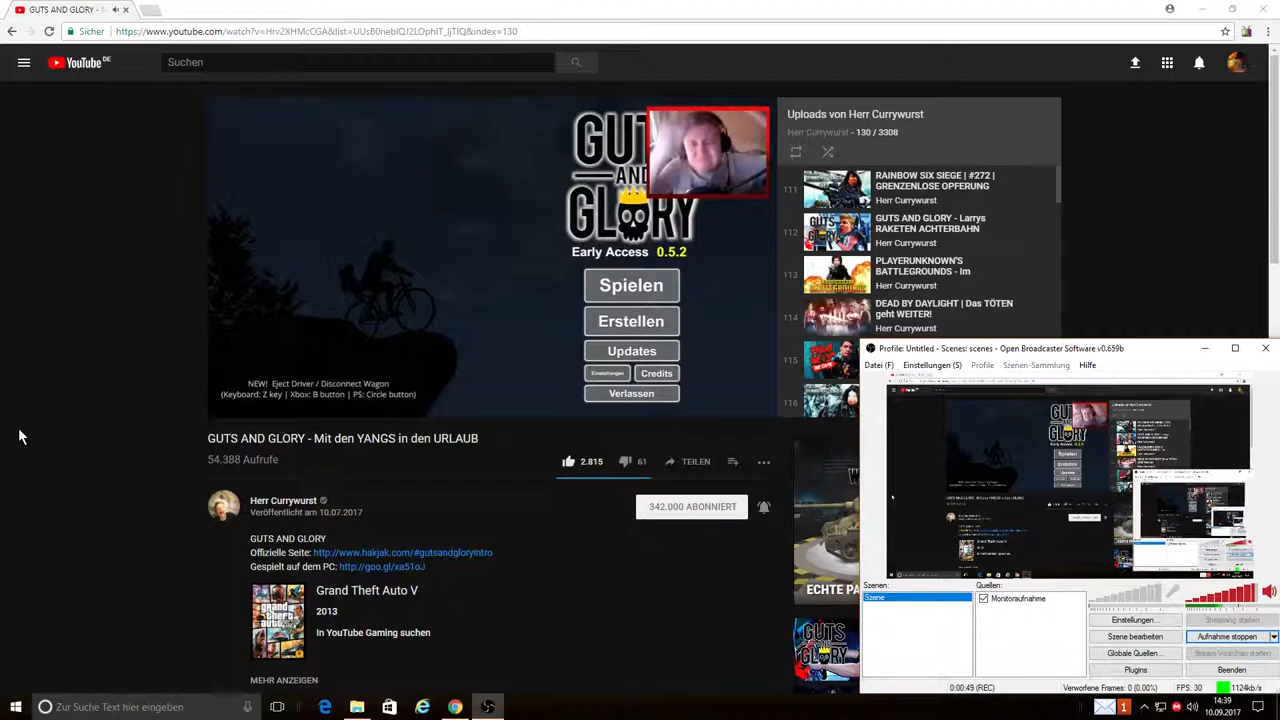 GUTS AND GLORY - M
Sicher
https://www.youtube.com/watch?v=Hrv2XHMcCGA&list=UUsB0nebIQJ2LOphIT_IjTIQ&index=130
YouTube DE
Suchen
GUTS
AND
GLORY
Early Access 0.5.2
Spielen
Erstellen
Updates
Einstellungen Credits
Verlassen
NEW! Eject Driver / Disconnect Wagon
(Keyboard: Z key | Xbox: B button | PS: Circle button)
Uploads von Herr Currywurst
Herr Currywurst - 130 / 3308
111
RAINBOW SIX SIEGE | #272 |
GRENZENLOSE OPFERUNG
Herr Currywurst
112
GUTS AND GLORY - Larrys
RAKETEN ACHTERBAHN
Herr Currywurst
113
PLAYERUNKNOWN'S
BATTLEGROUNDS - Im
Herr Currywurst
114
DEAD BY DAYLIGHT | Das TÖTEN
geht WEITER!
Herr Currywurst
115
116
GUTS AND GLORY - Mit den YANGS in den URLAUB
54.388 Aufrufe
2.815
61
TEILEN
Herr Currywurst
Veröffentlicht am 10.07.2017
342.000 ABONNIERT
GUTS AND GLORY
Offizielle Seite: http://www.hakjak.com/#gutsandgloryintro
Gespielt auf dem PC: http://goo.gl/xa51oJ
Grand Theft Auto V
2013
In YouTube Gaming suchen
MEHR ANZEIGEN
ECHTE PA
GUTS
GLORY
Profile: Untitled - Scenes: scenes - Open Broadcaster Software v0.659b
Datei (F) Einstellungen (S) Profile Szenen-Sammlung Hilfe
Szenen:
Szene
Quellen:
Monitoraufnahme
Einstellungen...
Streaming starten
Szene bearbeiten
Aufnahme stoppen
Globale Quellen...
Stream-Vorschau starten
Plugins
Beenden
0:00:49 (REC)
Verworfene Frames: 0 (0.00%)
FPS: 30
1124kb/s
Zur Suche Text hier eingeben
1
14:39
10.09.2017